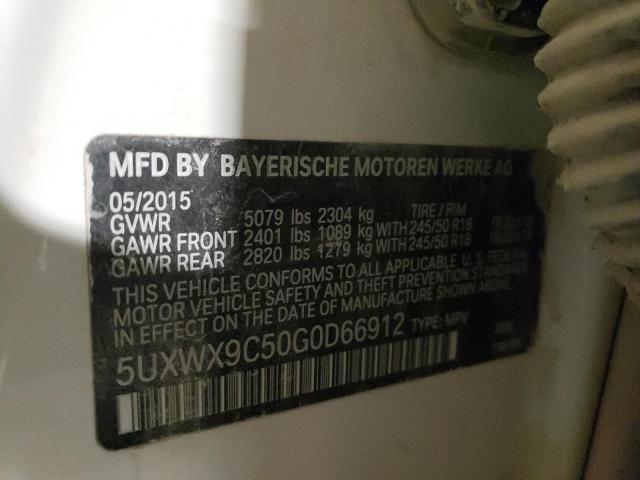 MFD BY BAYERISCHE MOTOREN WERKE AG
05/2015 TIRE / RIM
GVWR 5079 lbs 2304 kg
GAWR FRONT 2401 lbs 1089 kg WITH 245/50 R18
GAWR REAR 2820 lbs 1279 kg WITH 245/50 R18
THIS VEHICLE CONFORMS TO ALL APPLICABLE U.S. FEDERAL
MOTOR VEHICLE SAFETY AND THEFT PREVENTION STANDARDS
IN EFFECT ON THE DATE OF MANUFACTURE SHOWN ABOVE.
5UXWX9C50G0D66912 TYPE: MPV